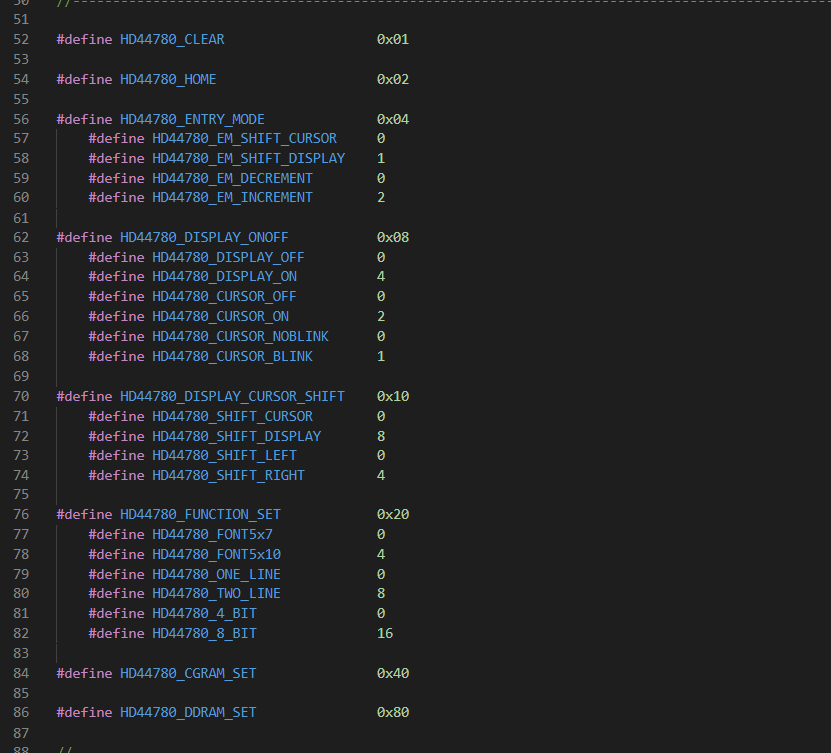 50 //--------------------------------------------------------------------------------
51
52 #define HD44780_CLEAR 0x01
53
54 #define HD44780_HOME 0x02
55
56 #define HD44780_ENTRY_MODE 0x04
57 #define HD44780_EM_SHIFT_CURSOR 0
58 #define HD44780_EM_SHIFT_DISPLAY 1
59 #define HD44780_EM_DECREMENT 0
60 #define HD44780_EM_INCREMENT 2
61
62 #define HD44780_DISPLAY_ONOFF 0x08
63 #define HD44780_DISPLAY_OFF 0
64 #define HD44780_DISPLAY_ON 4
65 #define HD44780_CURSOR_OFF 0
66 #define HD44780_CURSOR_ON 2
67 #define HD44780_CURSOR_NOBLINK 0
68 #define HD44780_CURSOR_BLINK 1
69
70 #define HD44780_DISPLAY_CURSOR_SHIFT 0x10
71 #define HD44780_SHIFT_CURSOR 0
72 #define HD44780_SHIFT_DISPLAY 8
73 #define HD44780_SHIFT_LEFT 0
74 #define HD44780_SHIFT_RIGHT 4
75
76 #define HD44780_FUNCTION_SET 0x20
77 #define HD44780_FONT5x7 0
78 #define HD44780_FONT5x10 4
79 #define HD44780_ONE_LINE 0
80 #define HD44780_TWO_LINE 8
81 #define HD44780_4_BIT 0
82 #define HD44780_8_BIT 16
83
84 #define HD44780_CGRAM_SET 0x40
85
86 #define HD44780_DDRAM_SET 0x80
87
88 //